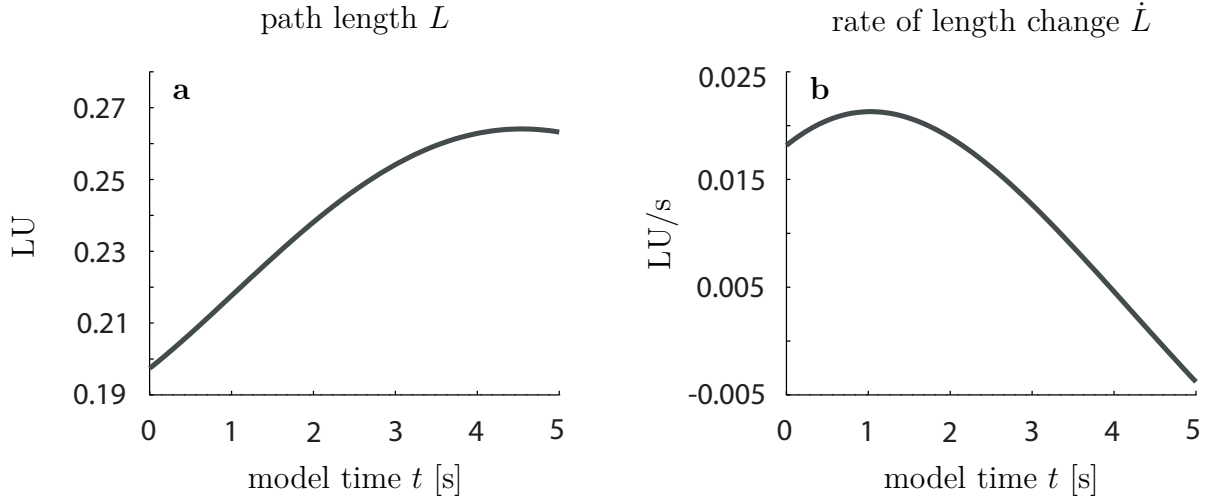 path length L
a
LU
0.27
0.25
0.23
0.21
0.19
0 1 2 3 4 5
model time t [s]
rate of length change L̇
b
LU/s
0.025
0.015
0.005
-0.005
0 1 2 3 4 5
model time t [s]